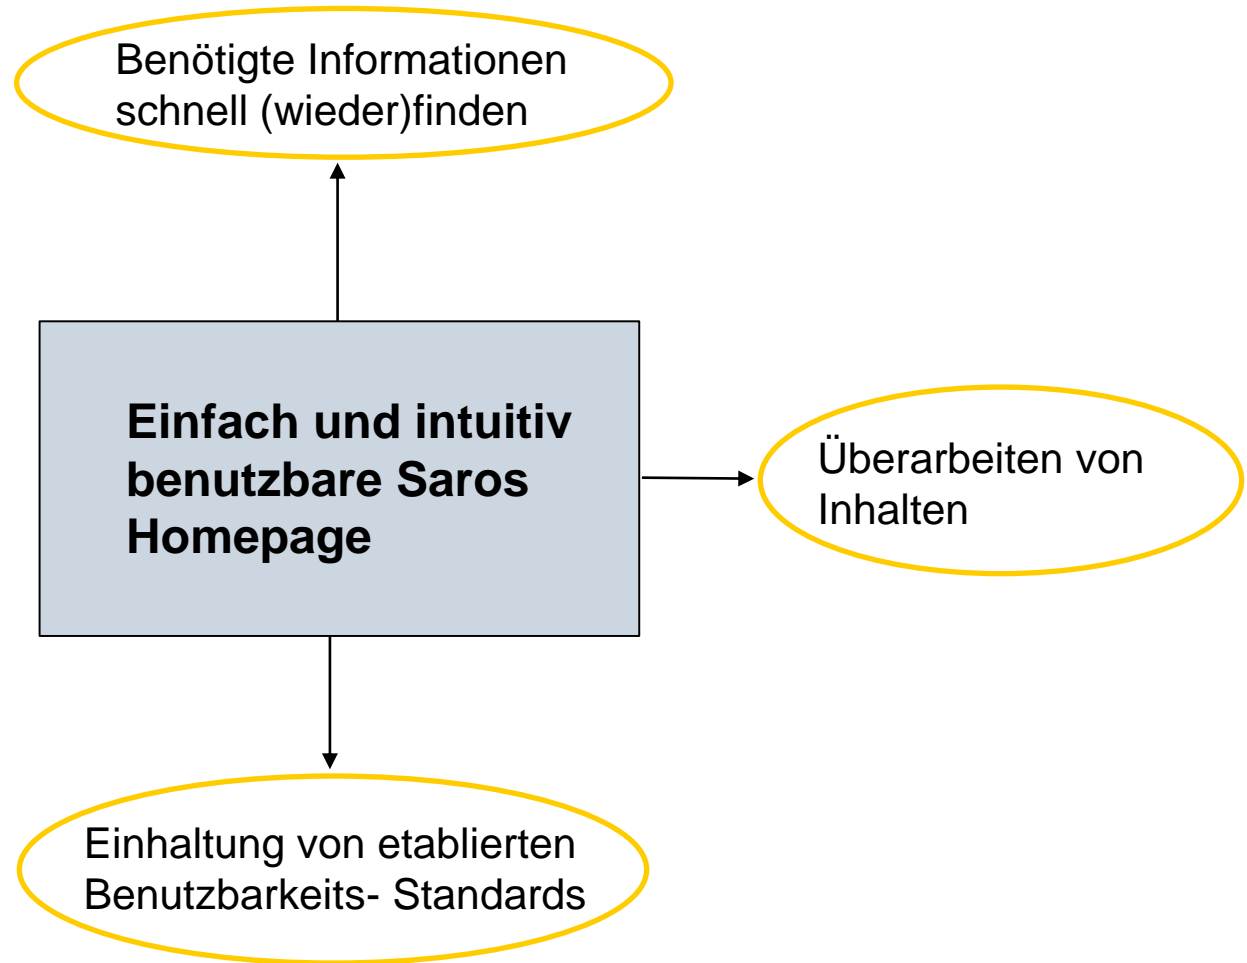 Benötigte Informationen
schnell (wieder)finden
Einfach und intuitiv
benutzbare Saros
Homepage
Überarbeiten von
Inhalten
Einhaltung von etablierten
Benutzbarkeits- Standards